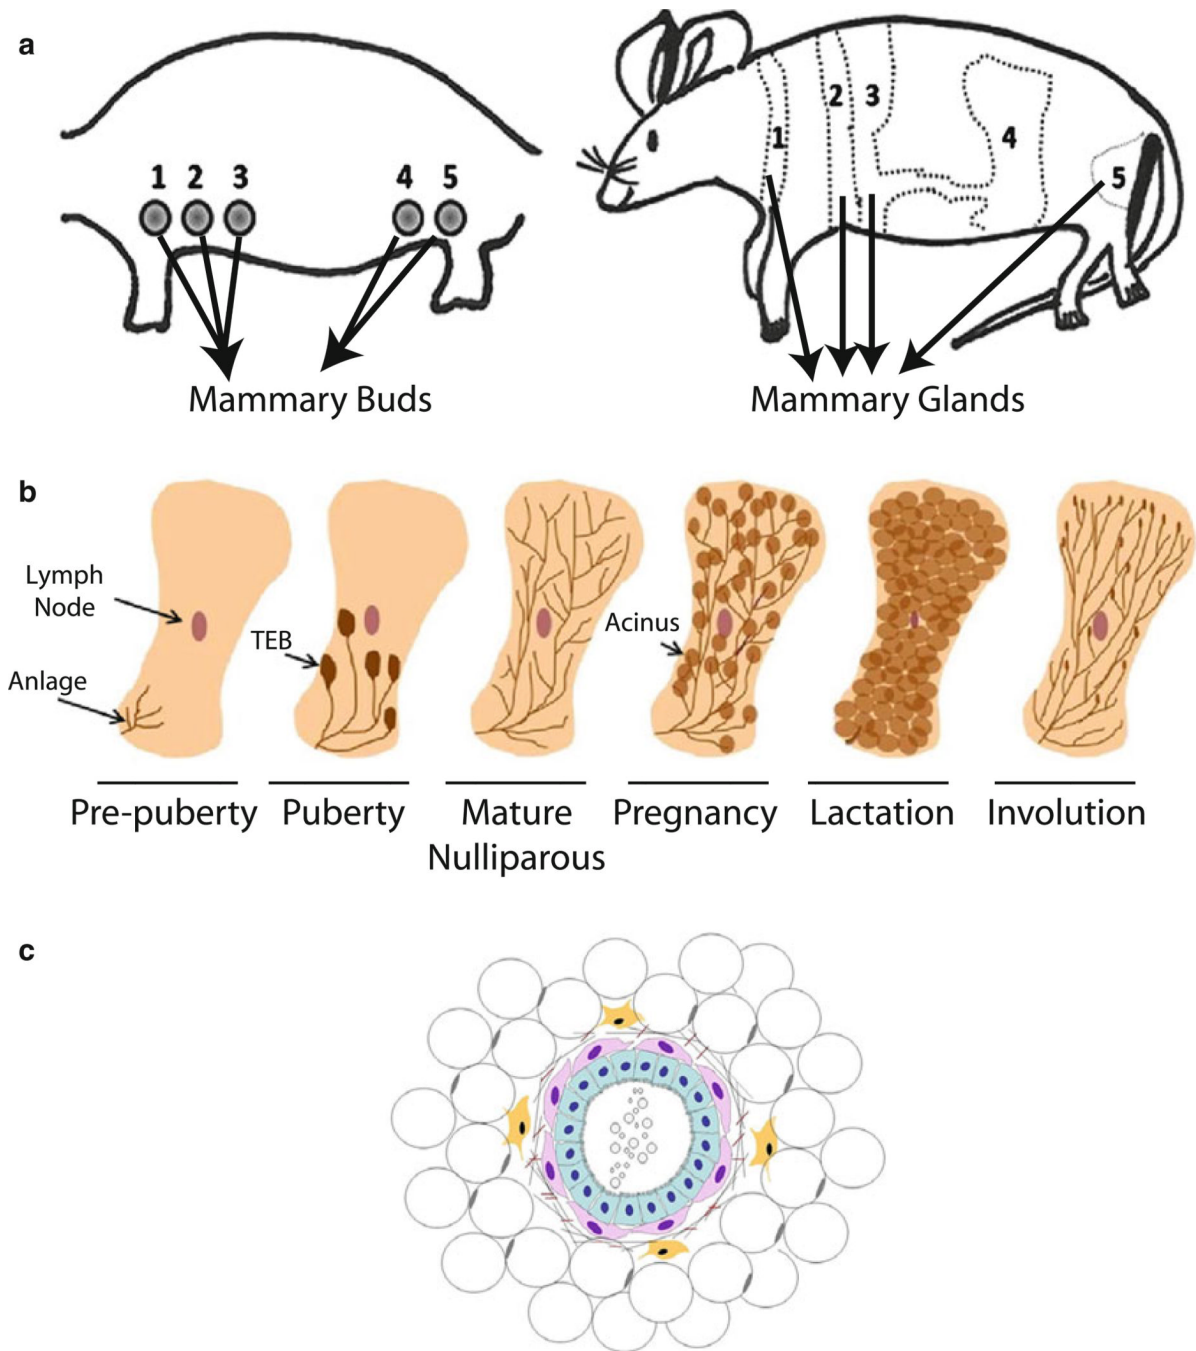 a
1 2 3 4 5
Mammary Buds
1 2 3 4 5
Mammary Glands
b
Lymph
Node
Anlage
TEB
Acinus
Pre-puberty
Puberty
Mature
Nulliparous
Pregnancy
Lactation
Involution
c